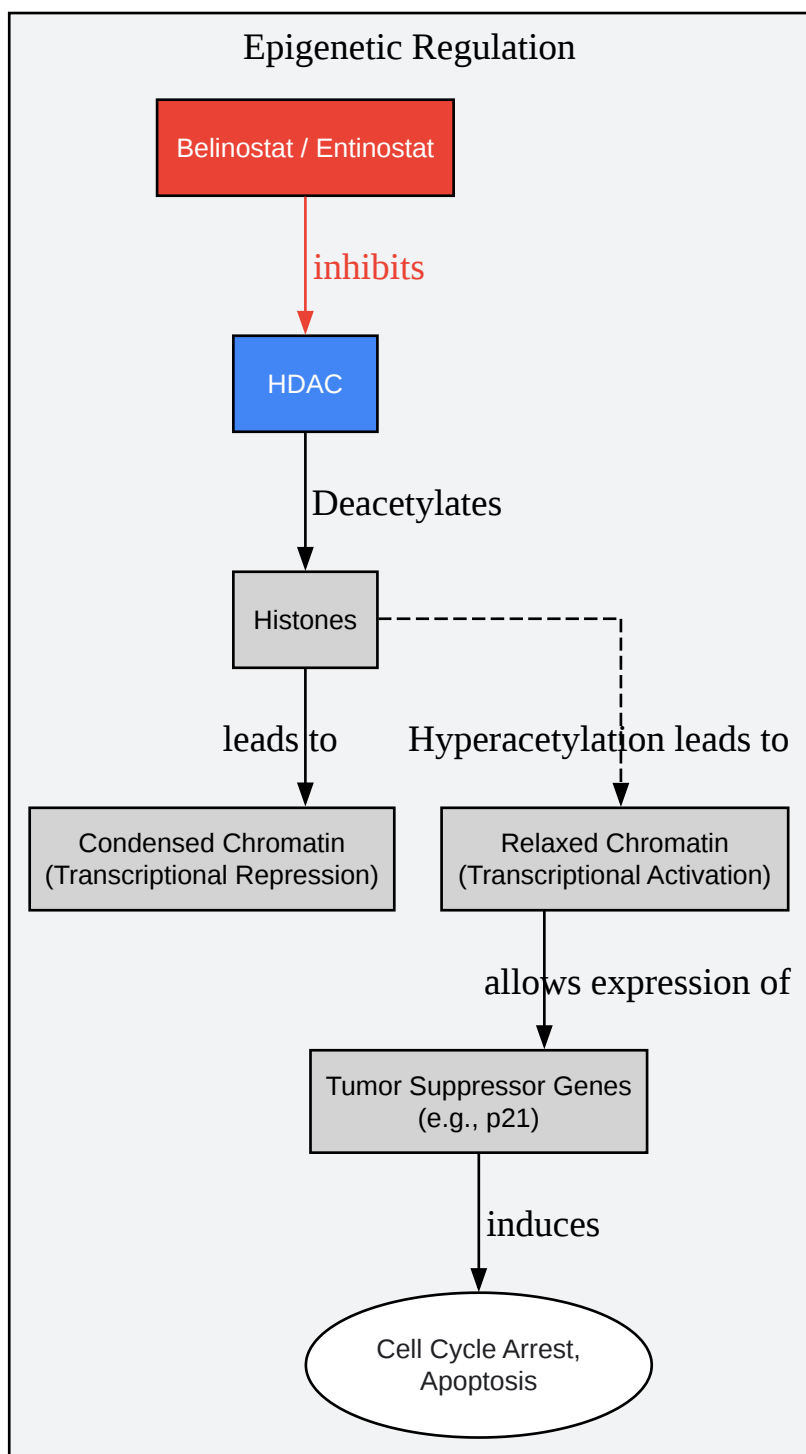 Epigenetic Regulation
Belinostat / Entinostat
inhibits
HDAC
Deacetylates
Histones
leads to
Hyperacetylation leads to
Condensed Chromatin
(Transcriptional Repression)
Relaxed Chromatin
(Transcriptional Activation)
allows expression of
Tumor Suppressor Genes
(e.g., p21)
induces
Cell Cycle Arrest,
Apoptosis